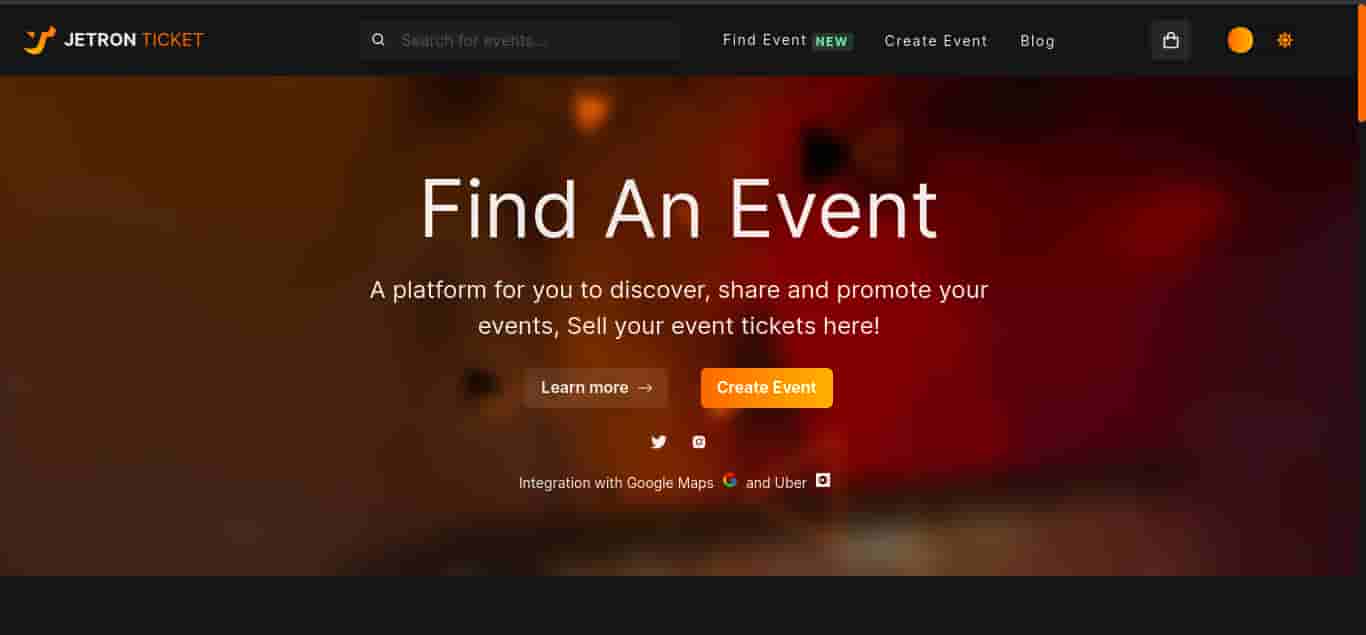 JETRON TICKET
Search for events...
Find Event NEW
Create Event
Blog
Find An Event
A platform for you to discover, share and promote your
events, Sell your event tickets here!
Learn more →
Create Event
Integration with Google Maps and Uber